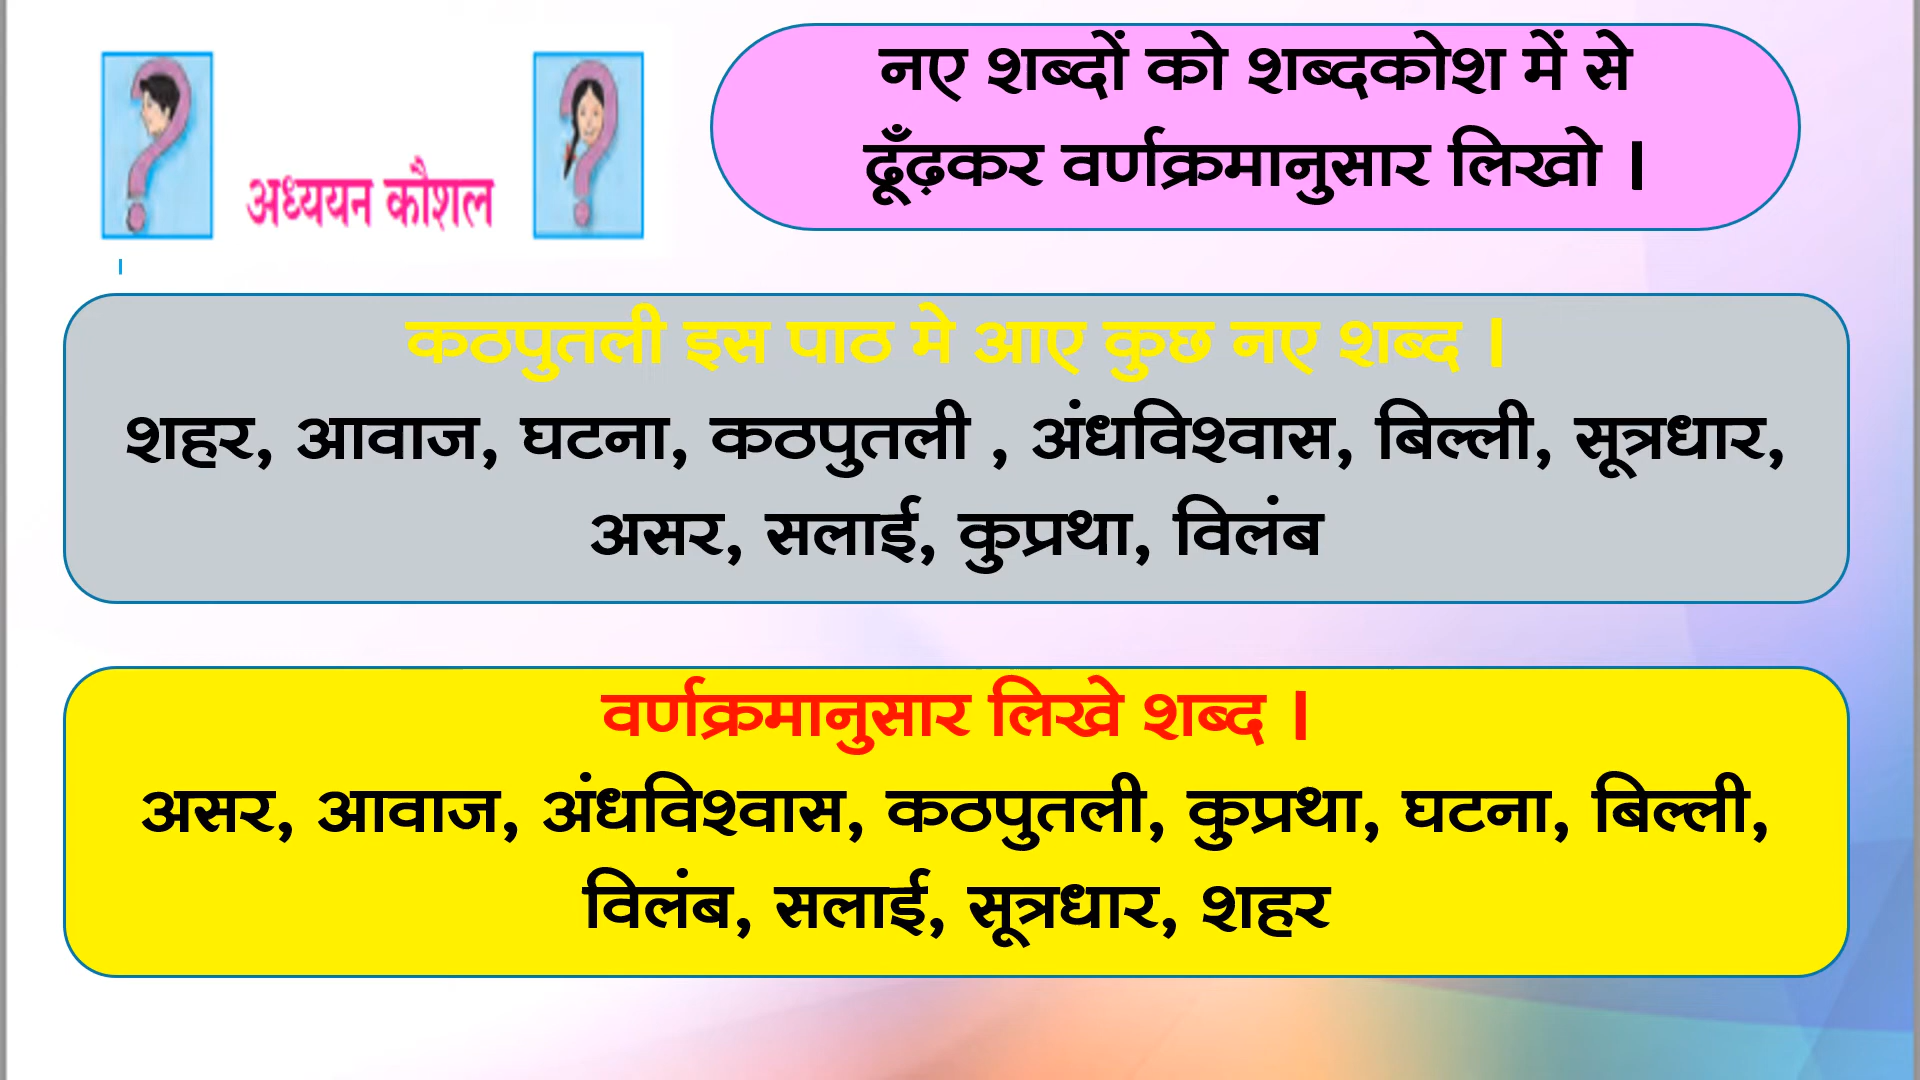 अध्ययन कौशल
नए शब्दों को शब्दकोश में से
ढूँढ़कर वर्णक्रमानुसार लिखो ।
कठपुतली इस पाठ मे आए कुछ नए शब्द ।
शहर, आवाज, घटना, कठपुतली , अंधविश्वास, बिल्ली, सूत्रधार,
असर, सलाई, कुप्रथा, विलंब
वर्णक्रमानुसार लिखे शब्द ।
असर, आवाज, अंधविश्वास, कठपुतली, कुप्रथा, घटना, बिल्ली,
विलंब, सलाई, सूत्रधार, शहर